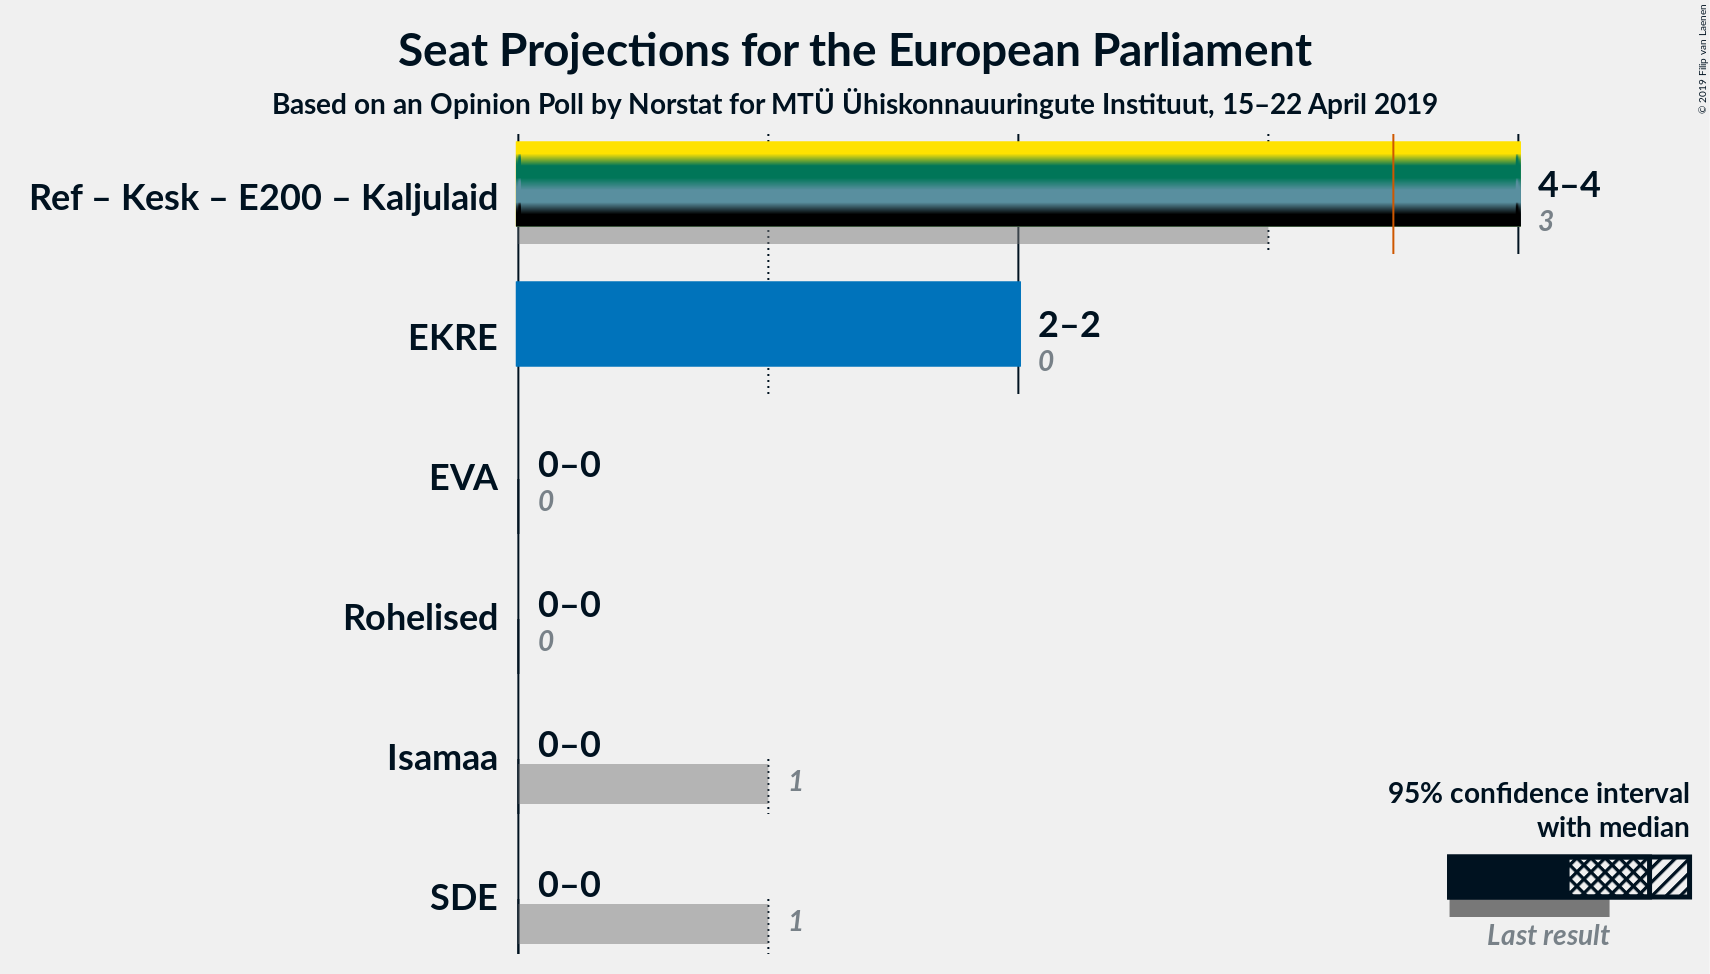 Seat Projections for the European Parliament
Based on an Opinion Poll by Norstat for MTÜ Ühiskonnauuringute Instituut, 15–22 April 2019
© 2019 Filip van Laenen
Ref – Kesk – E200 – Kaljulaid
4–4
3
EKRE
2–2
0
EVA
0–0
0
Rohelised
0–0
0
Isamaa
0–0
1
SDE
0–0
1
95% confidence interval
with median
Last result